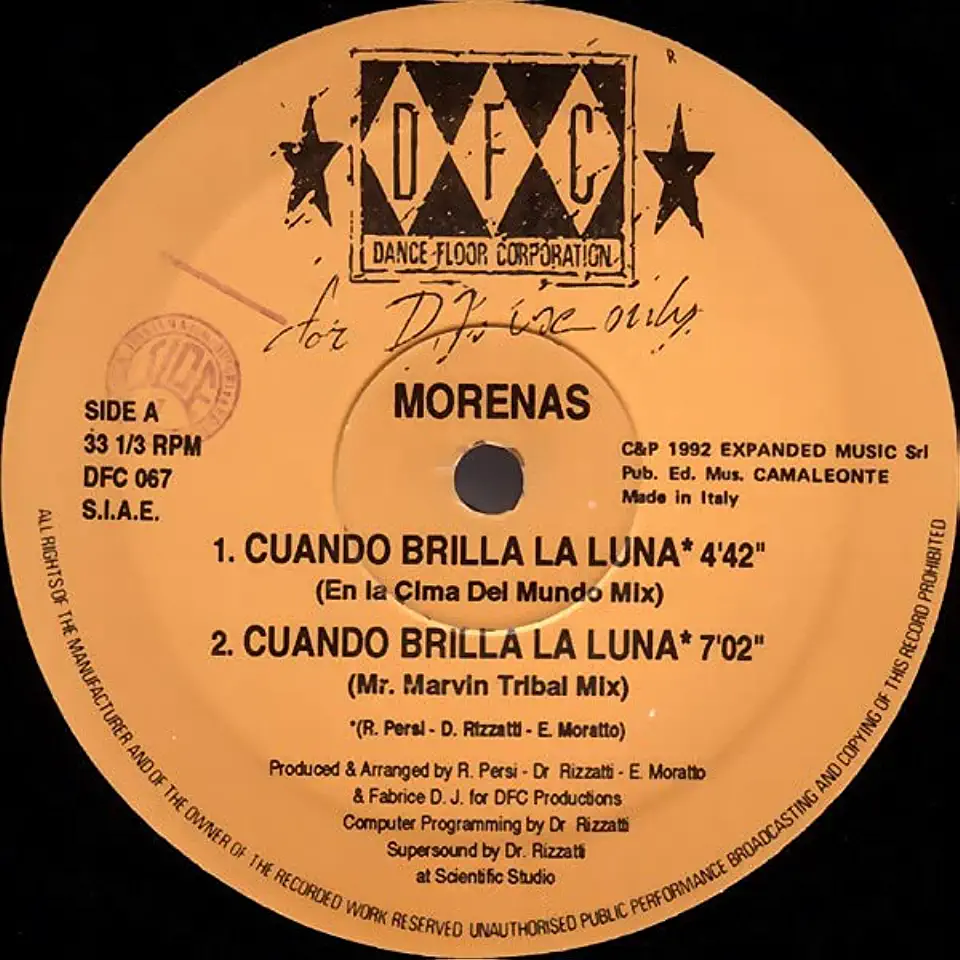 R
DFC
DANCE FLOOR CORPORATION
for D.J. use only
MORENAS
SIDE A
33 1/3 RPM
DFC 067
S.I.A.E.
C&P 1992 EXPANDED MUSIC Srl
Pub. Ed. Mus. CAMALEONTE
Made in Italy
1. CUANDO BRILLA LA LUNA* 4'42"
(En la Cima Del Mundo Mix)
2. CUANDO BRILLA LA LUNA* 7'02"
(Mr. Marvin Tribal Mix)
*(R. Persi - D. Rizzatti - E. Moratto)
Produced & Arranged by R. Persi - Dr Rizzatti - E. Moratto
& Fabrice D. J. for DFC Productions
Computer Programming by Dr Rizzatti
Supersound by Dr. Rizzatti
at Scientific Studio
ALL RIGHTS OF THE MANUFACTURER AND OF THE OWNER OF THE RECORDED WORK RESERVED UNAUTHORISED PUBLIC PERFORMANCE BROADCASTING AND COPYING OF THIS RECORD PROHIBITED